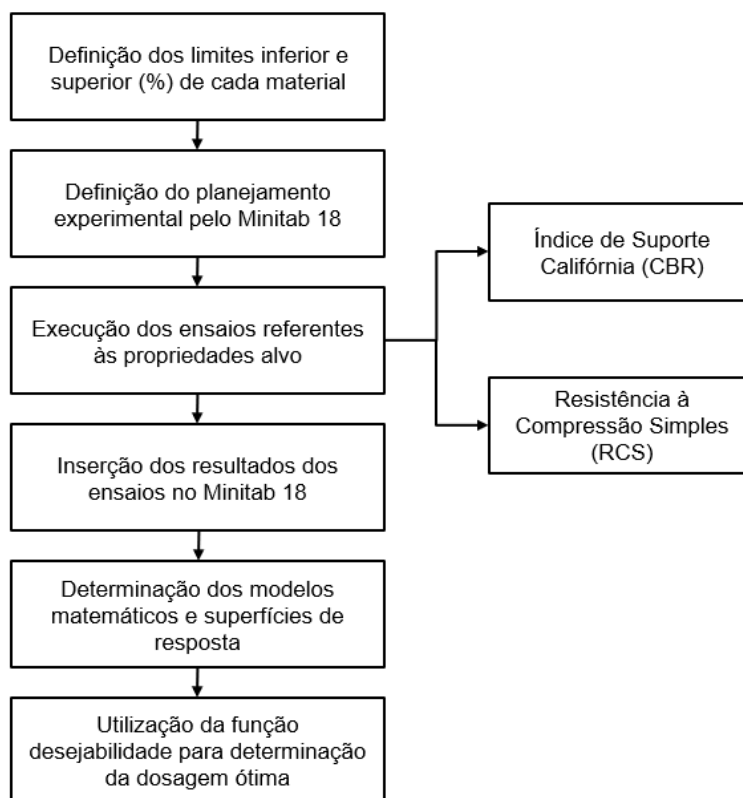 Definição dos limites inferior e
superior (%) de cada material
Definição do planejamento
experimental pelo Minitab 18
Execução dos ensaios referentes
às propriedades alvo
Índice de Suporte
Califórnia (CBR)
Resistência à
Compressão Simples
(RCS)
Inserção dos resultados dos
ensaios no Minitab 18
Determinação dos modelos
matemáticos e superfícies de
resposta
Utilização da função
desejabilidade para determinação
da dosagem ótima